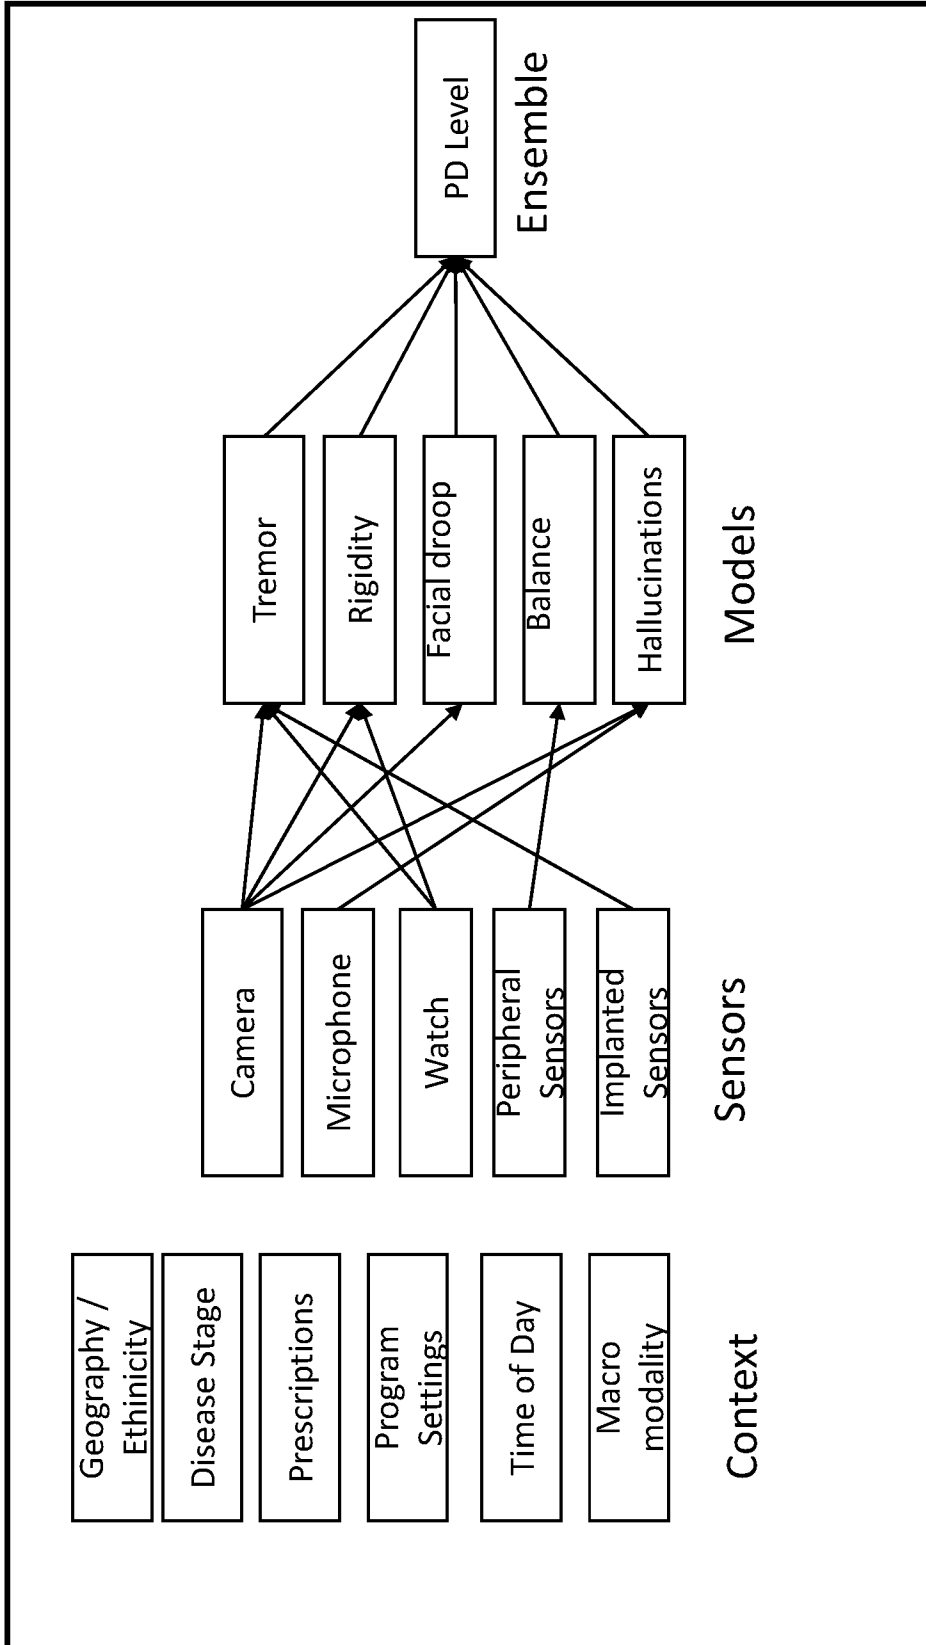 Geography /
Ethinicity
Disease Stage
Prescriptions
Program
Settings
Time of Day
Macro
modality
Context
Camera
Microphone
Watch
Peripheral
Sensors
Implanted
Sensors
Sensors
Tremor
Rigidity
Facial droop
Balance
Hallucinations
Models
PD Level
Ensemble